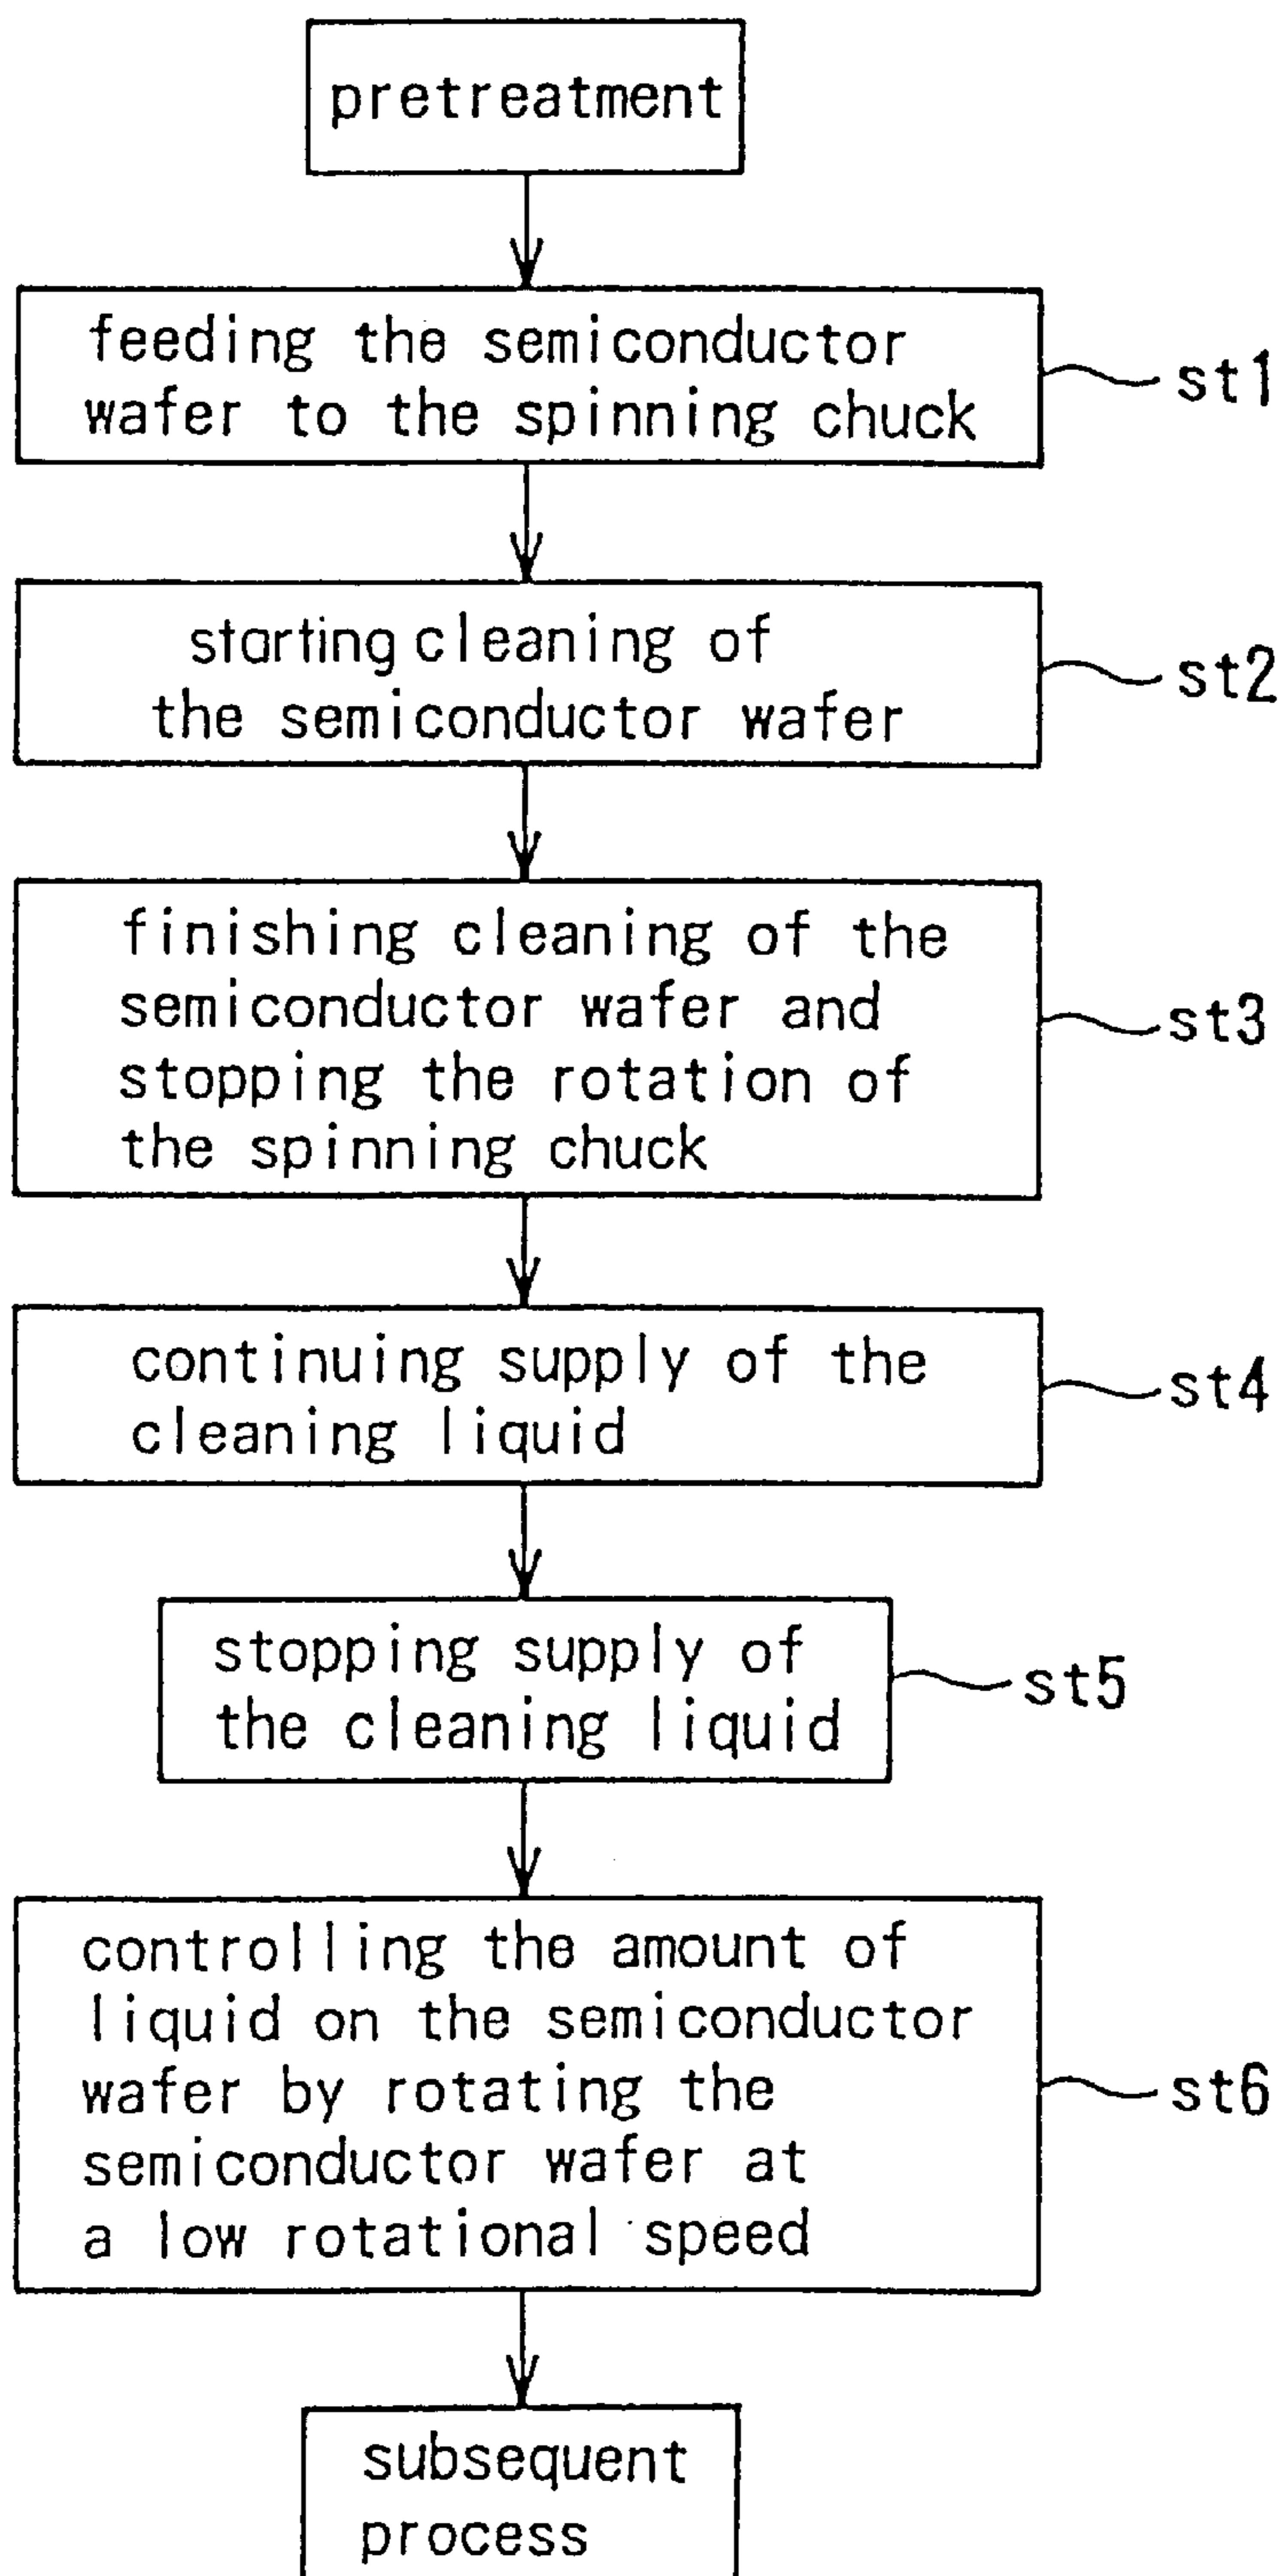 pretreatment
feeding the semiconductor
wafer to the spinning chuck
st1
starting cleaning of
the semiconductor wafer
st2
finishing cleaning of the
semiconductor wafer and
stopping the rotation of
the spinning chuck
st3
continuing supply of the
cleaning liquid
st4
stopping supply of
the cleaning liquid
st5
controlling the amount of
liquid on the semiconductor
wafer by rotating the
semiconductor wafer at
a low rotational speed
st6
subsequent
process